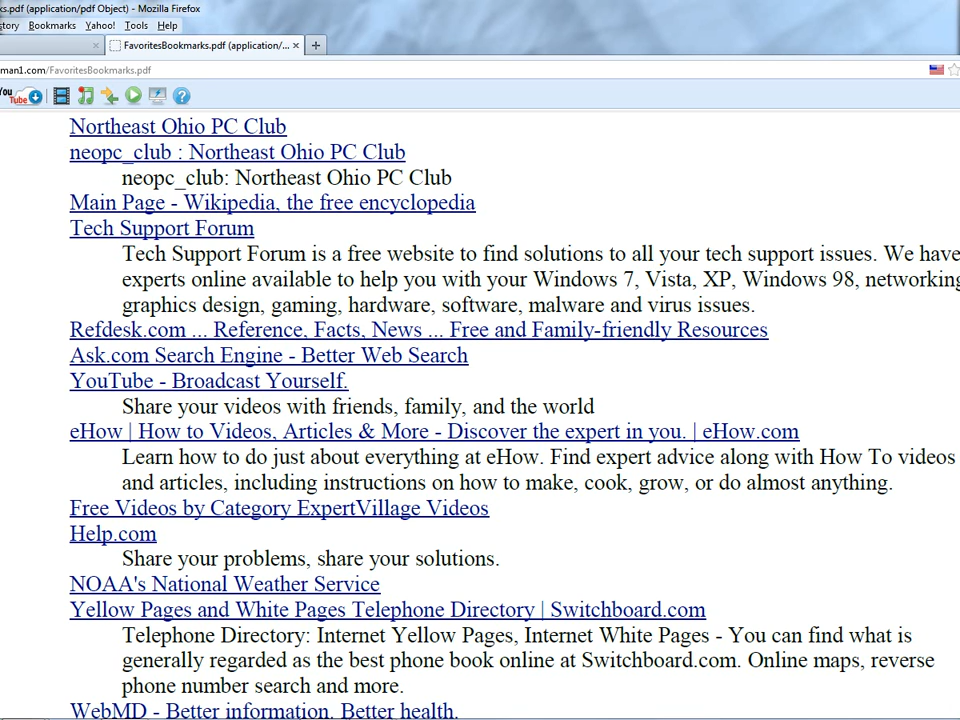 ks.pdf (application/pdf Object) - Mozilla Firefox
story Bookmarks Yahoo! Tools Help
FavoritesBookmarks.pdf (application/... × +
man1.com/FavoritesBookmarks.pdf
You Tube ?
Northeast Ohio PC Club
neopc_club : Northeast Ohio PC Club
neopc_club: Northeast Ohio PC Club
Main Page - Wikipedia, the free encyclopedia
Tech Support Forum
Tech Support Forum is a free website to find solutions to all your tech support issues. We have
experts online available to help you with your Windows 7, Vista, XP, Windows 98, networking
graphics design, gaming, hardware, software, malware and virus issues.
Refdesk.com ... Reference, Facts, News ... Free and Family-friendly Resources
Ask.com Search Engine - Better Web Search
YouTube - Broadcast Yourself.
Share your videos with friends, family, and the world
eHow | How to Videos, Articles & More - Discover the expert in you. | eHow.com
Learn how to do just about everything at eHow. Find expert advice along with How To videos
and articles, including instructions on how to make, cook, grow, or do almost anything.
Free Videos by Category ExpertVillage Videos
Help.com
Share your problems, share your solutions.
NOAA's National Weather Service
Yellow Pages and White Pages Telephone Directory | Switchboard.com
Telephone Directory: Internet Yellow Pages, Internet White Pages - You can find what is
generally regarded as the best phone book online at Switchboard.com. Online maps, reverse
phone number search and more.
WebMD - Better information. Better health.